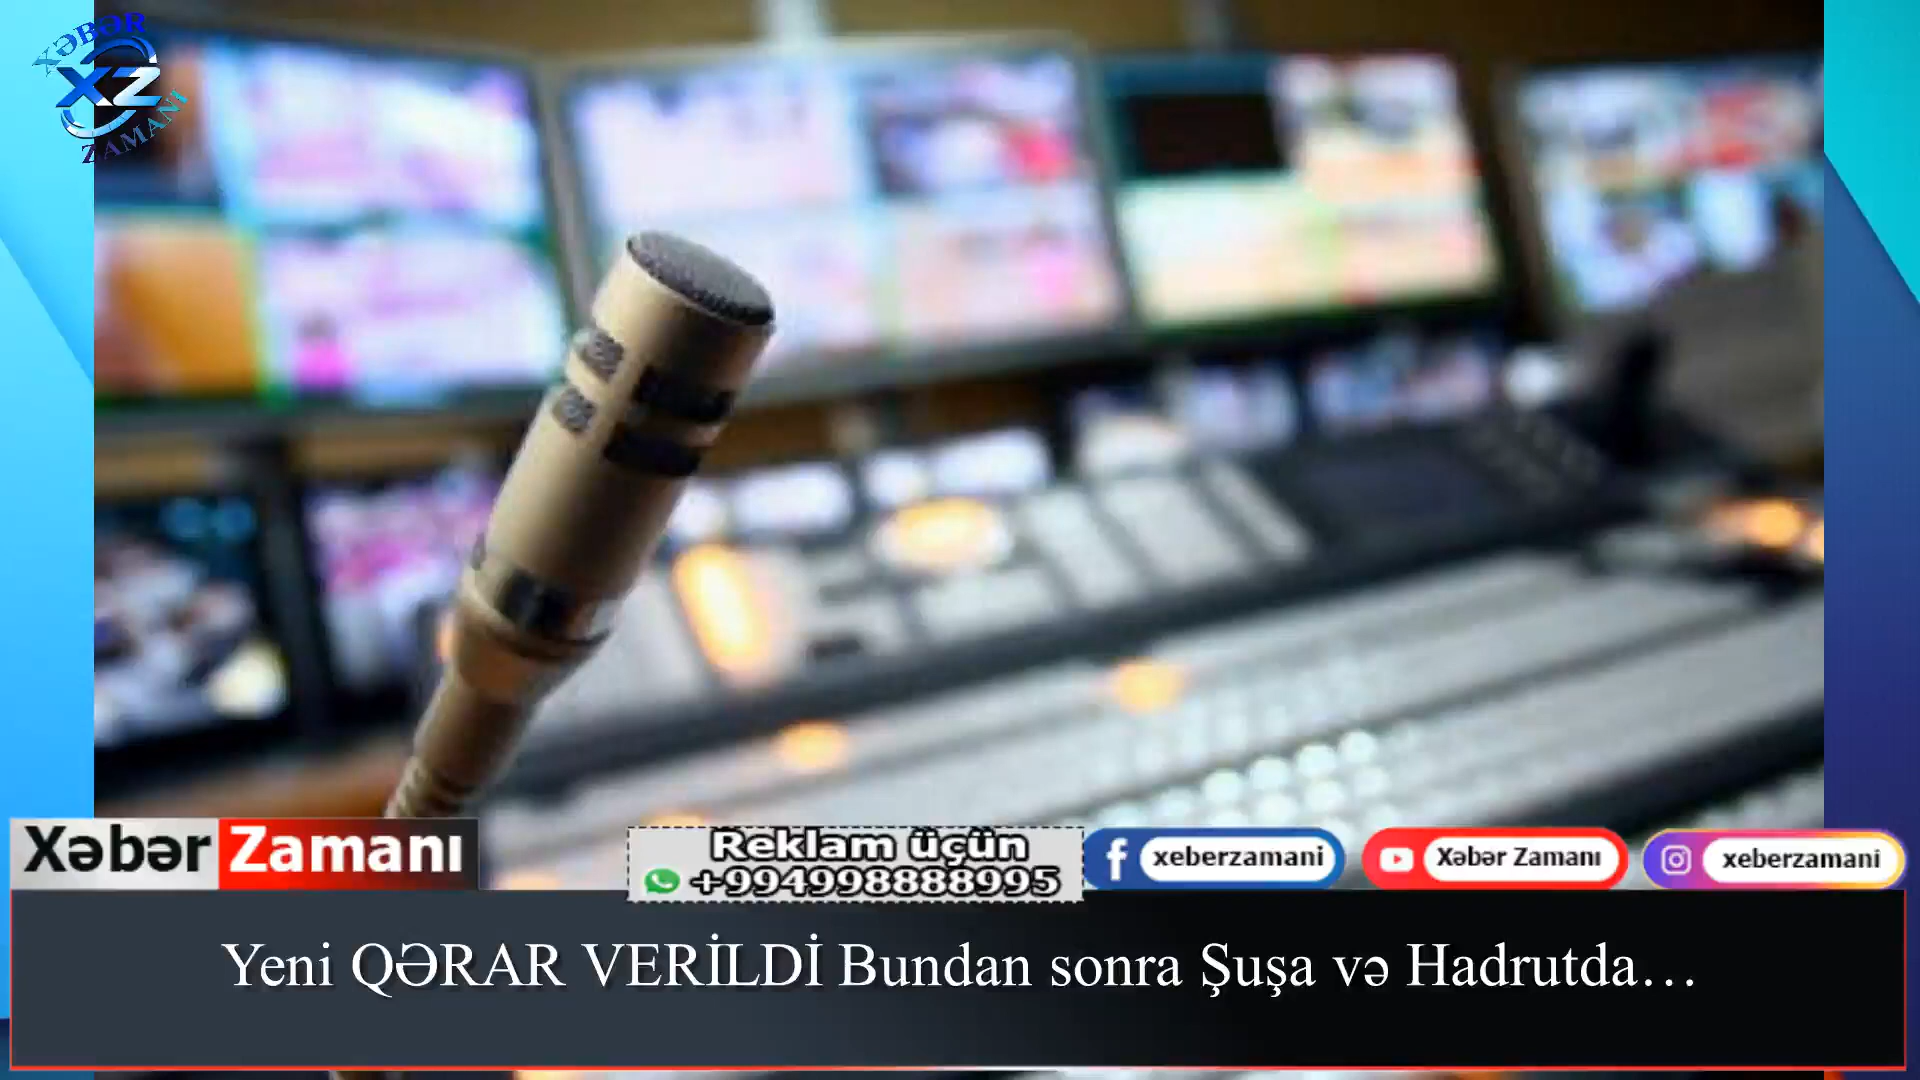 XƏBƏR
XZ
ZAMANI
Xəbər Zamanı
Reklam üçün
+994998888995
xeberzamani
Xəbər Zamanı
xeberzamani
Yeni QƏRAR VERİLDİ Bundan sonra Şuşa və Hadrutda…